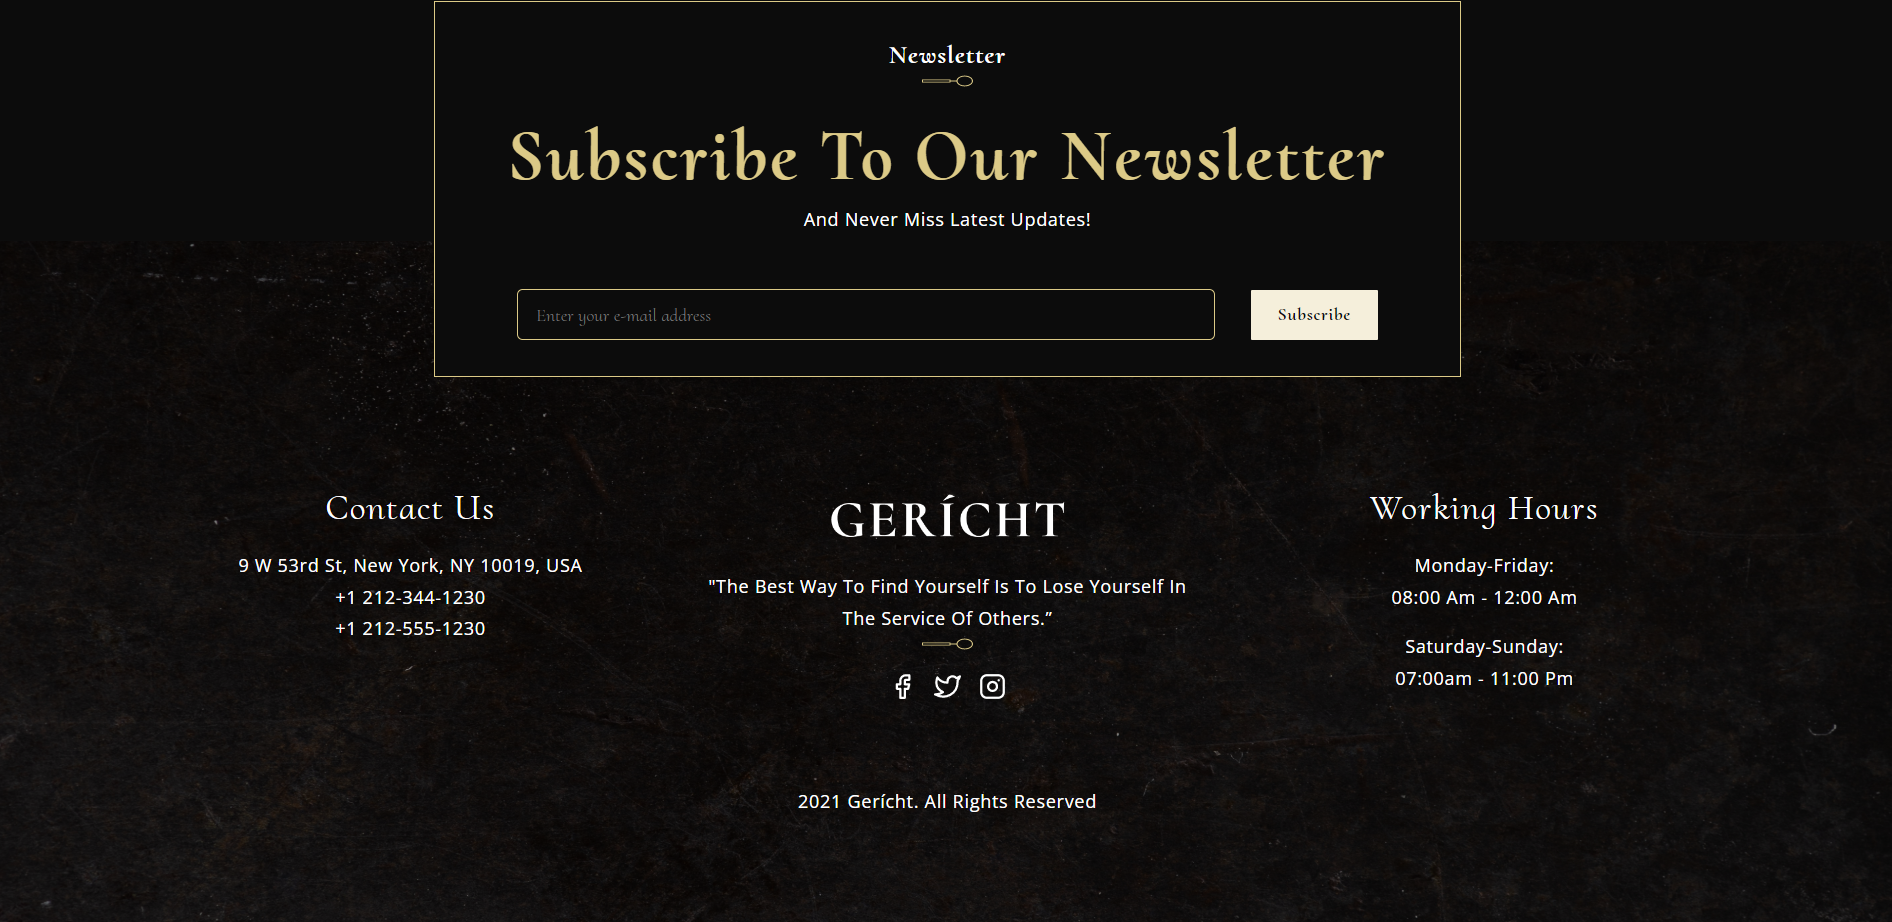 Newsletter
Subscribe To Our Newsletter
And Never Miss Latest Updates!
Enter your e-mail address
Subscribe
Contact Us
9 W 53rd St, New York, NY 10019, USA
+1 212-344-1230
+1 212-555-1230
GERÍCHT
"The Best Way To Find Yourself Is To Lose Yourself In
The Service Of Others.”
Working Hours
Monday-Friday:
08:00 Am - 12:00 Am
Saturday-Sunday:
07:00am - 11:00 Pm
2021 Gerícht. All Rights Reserved